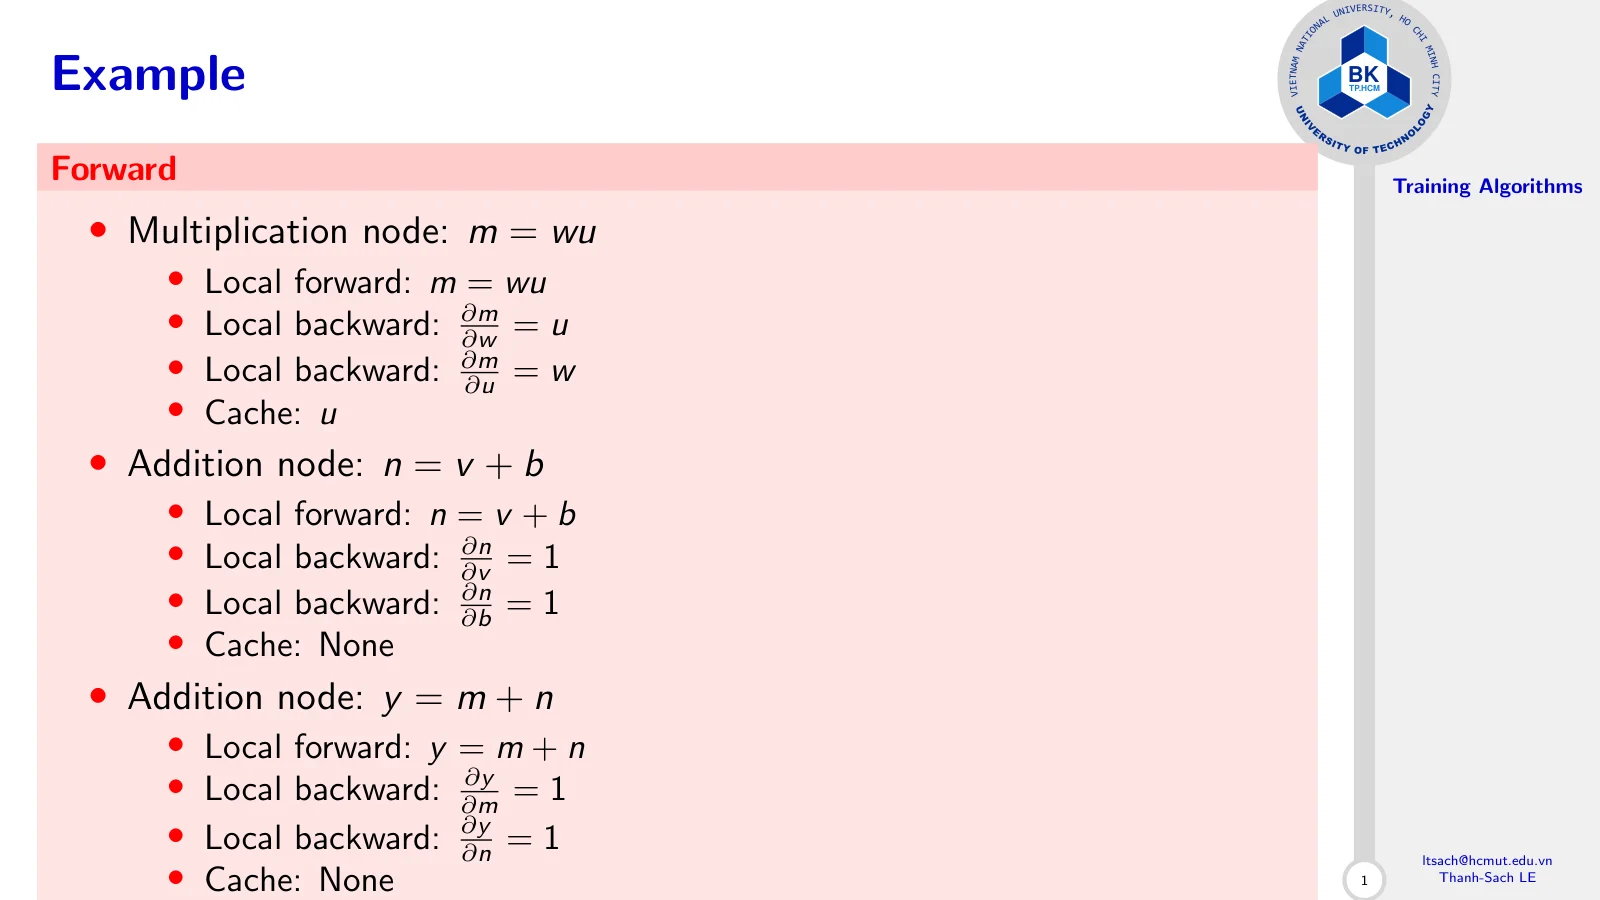 Example
VIETNAM NATIONAL UNIVERSITY, HO CHI MINH CITY
BK
TP.HCM
UNIVERSITY OF TECHNOLOGY
Training Algorithms
Forward
Multiplication node: m = wu
Local forward: m = wu
Local backward: ∂m/∂w = u
Local backward: ∂m/∂u = w
Cache: u
Addition node: n = v + b
Local forward: n = v + b
Local backward: ∂n/∂v = 1
Local backward: ∂n/∂b = 1
Cache: None
Addition node: y = m + n
Local forward: y = m + n
Local backward: ∂y/∂m = 1
Local backward: ∂y/∂n = 1
Cache: None
ltsach@hcmut.edu.vn
Thanh-Sach LE
1